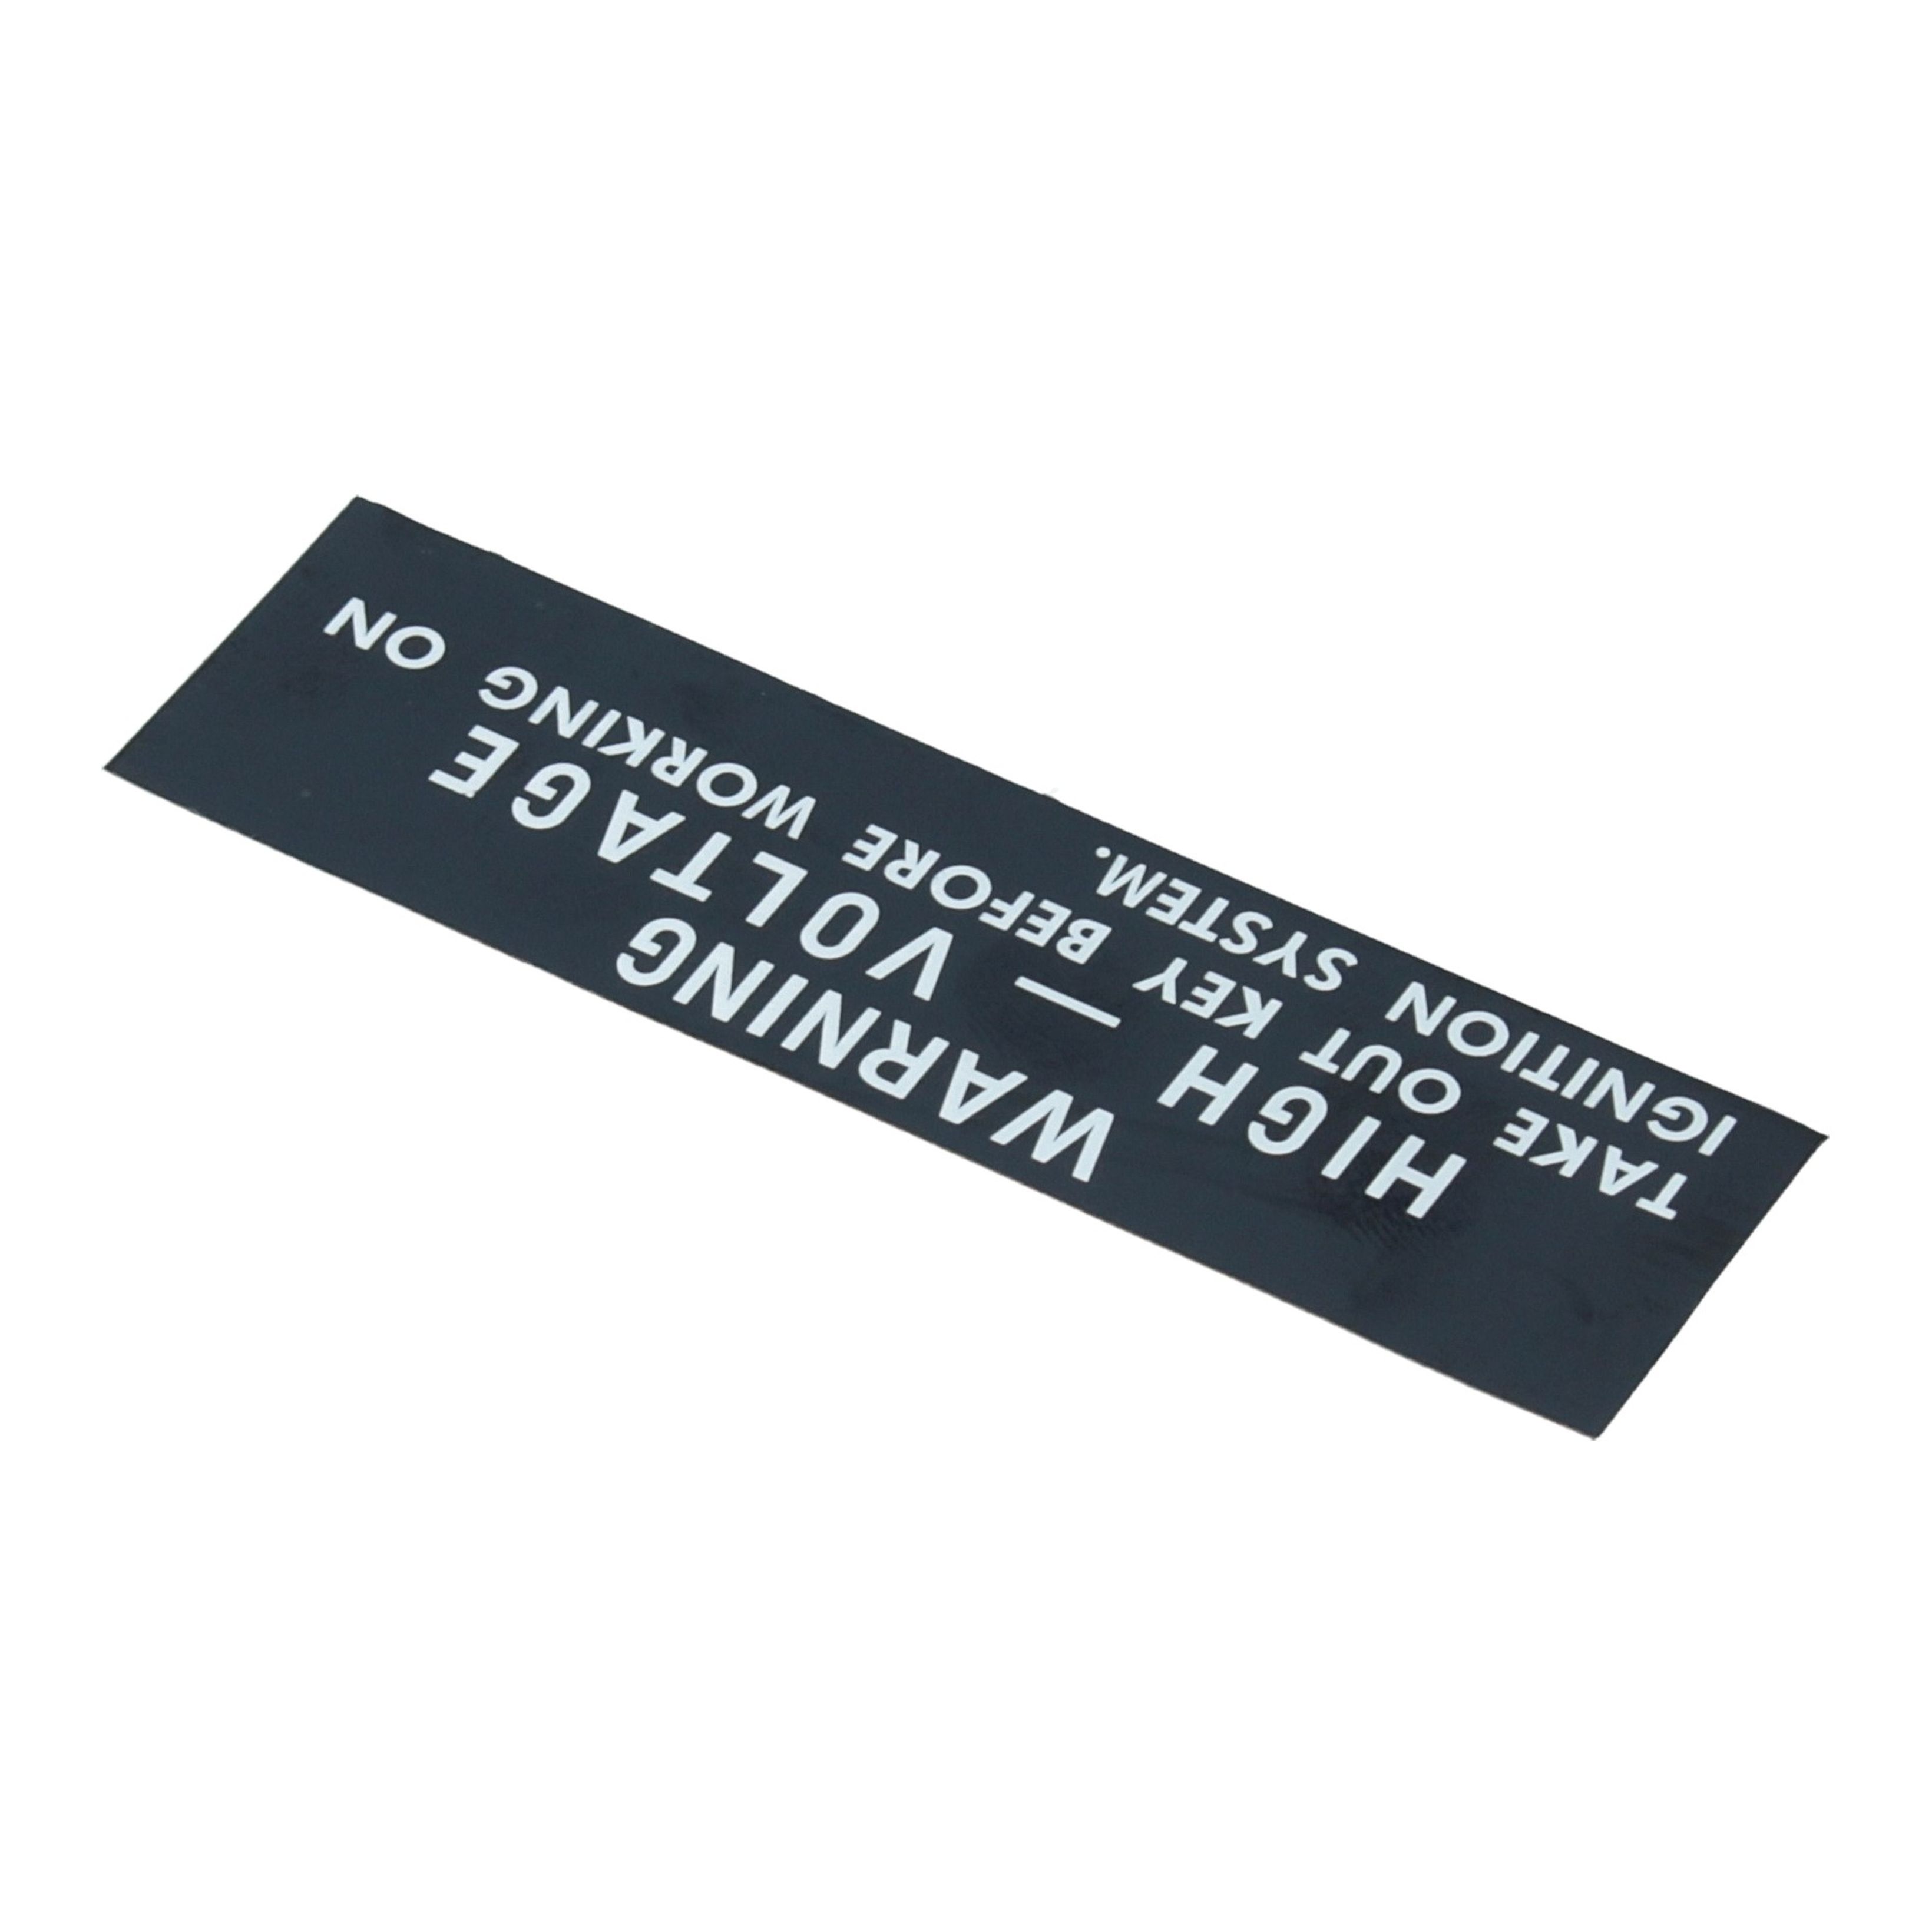 WARNING
HIGH — VOLTAGE
TAKE OUT KEY BEFORE WORKING ON
IGNITION SYSTEM.